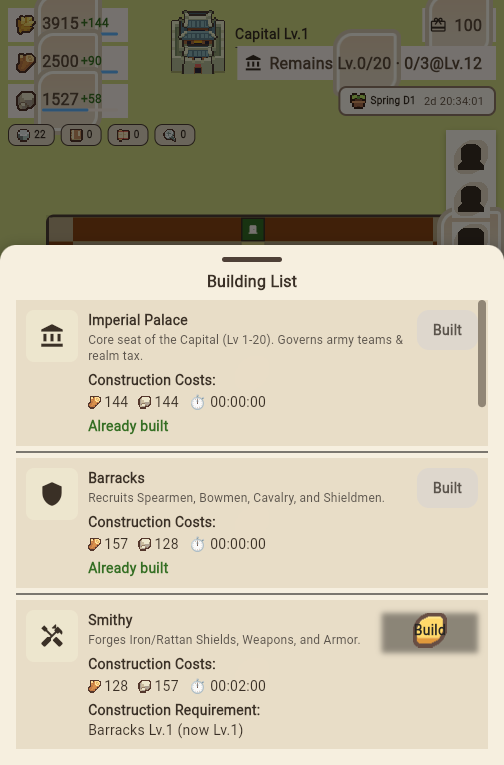 3915 +144
Capital Lv.1
100
2500 +90
Remains Lv.0/20 · 0/3@Lv.12
1527 +58
Spring D1 2d 20:34:01
22 0 0 0
Building List
Imperial Palace
Built
Core seat of the Capital (Lv 1-20). Governs army teams &
realm tax.
Construction Costs:
144 144 00:00:00
Already built
Barracks
Built
Recruits Spearmen, Bowmen, Cavalry, and Shieldmen.
Construction Costs:
157 128 00:00:00
Already built
Smithy
Build
Forges Iron/Rattan Shields, Weapons, and Armor.
Construction Costs:
128 157 00:02:00
Construction Requirement:
Barracks Lv.1 (now Lv.1)